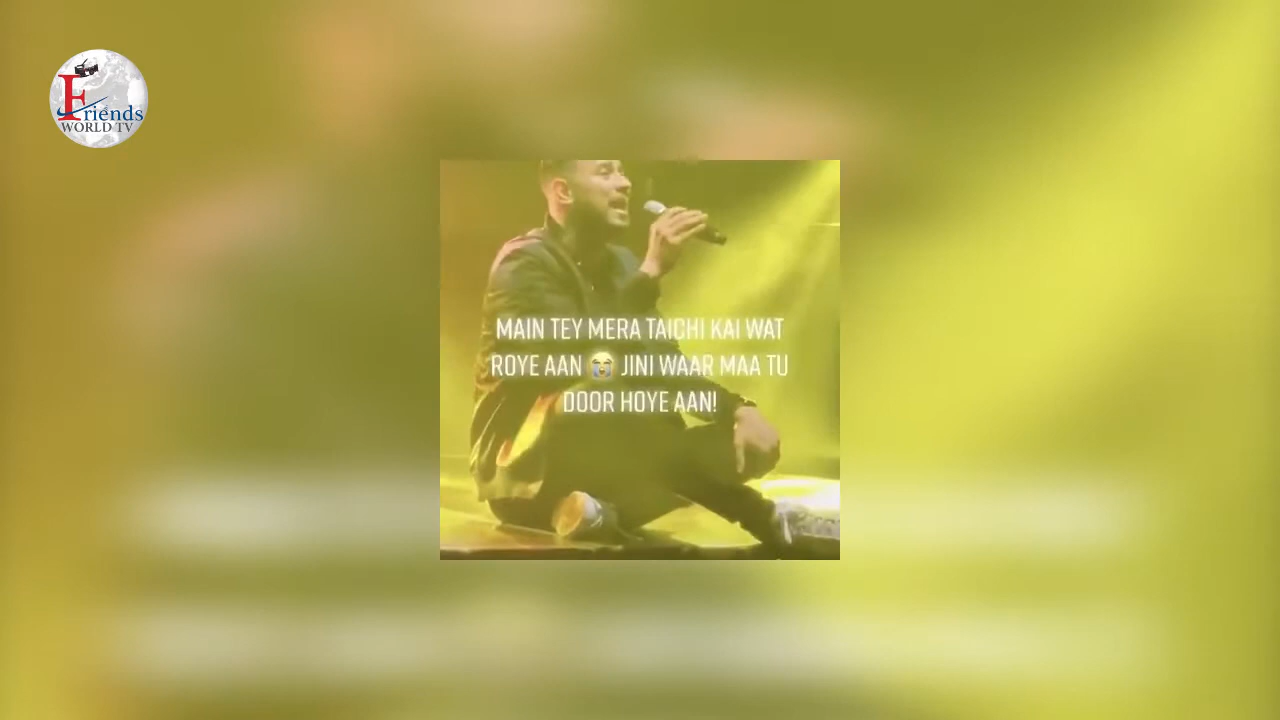 Friends
WORLD TV
MAIN TEY MERA TAICHI KAI WAT
ROYE AAN 😭 JINI WAAR MAA TU
DOOR HOYE AAN!